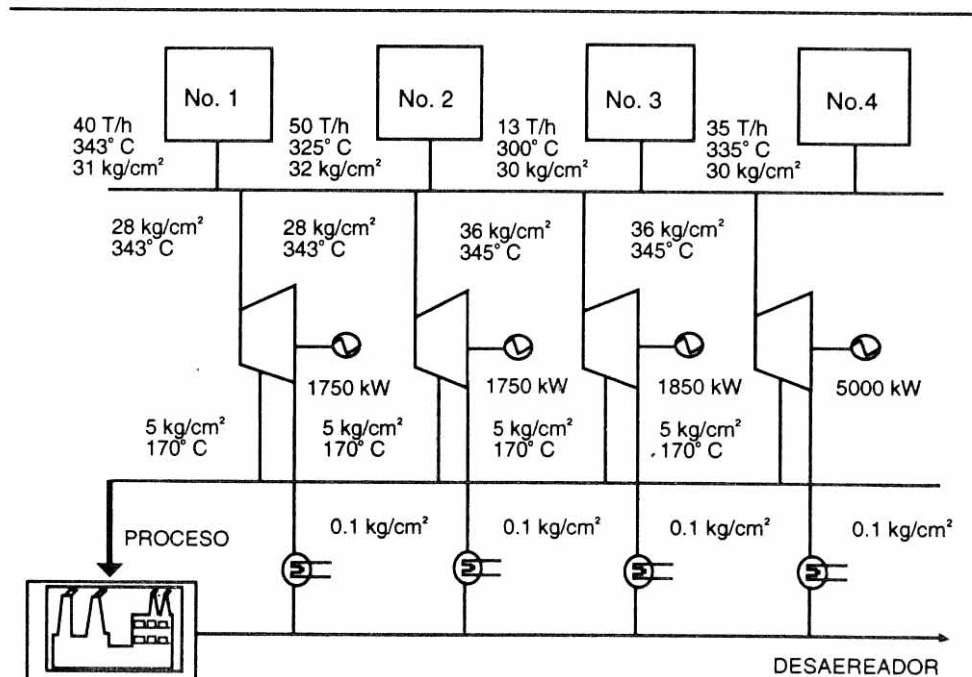 No. 1
No. 2
No. 3
No.4
40 T/h
343° C
31 kg/cm²
50 T/h
325° C
32 kg/cm²
13 T/h
300° C
30 kg/cm²
35 T/h
335° C
30 kg/cm²
28 kg/cm²
343° C
28 kg/cm²
343° C
36 kg/cm²
345° C
36 kg/cm²
345° C
1750 kW
1750 kW
1850 kW
5000 kW
5 kg/cm²
170° C
5 kg/cm²
170° C
5 kg/cm²
170° C
5 kg/cm²
170° C
PROCESO
0.1 kg/cm²
0.1 kg/cm²
0.1 kg/cm²
0.1 kg/cm²
DESAEREADOR